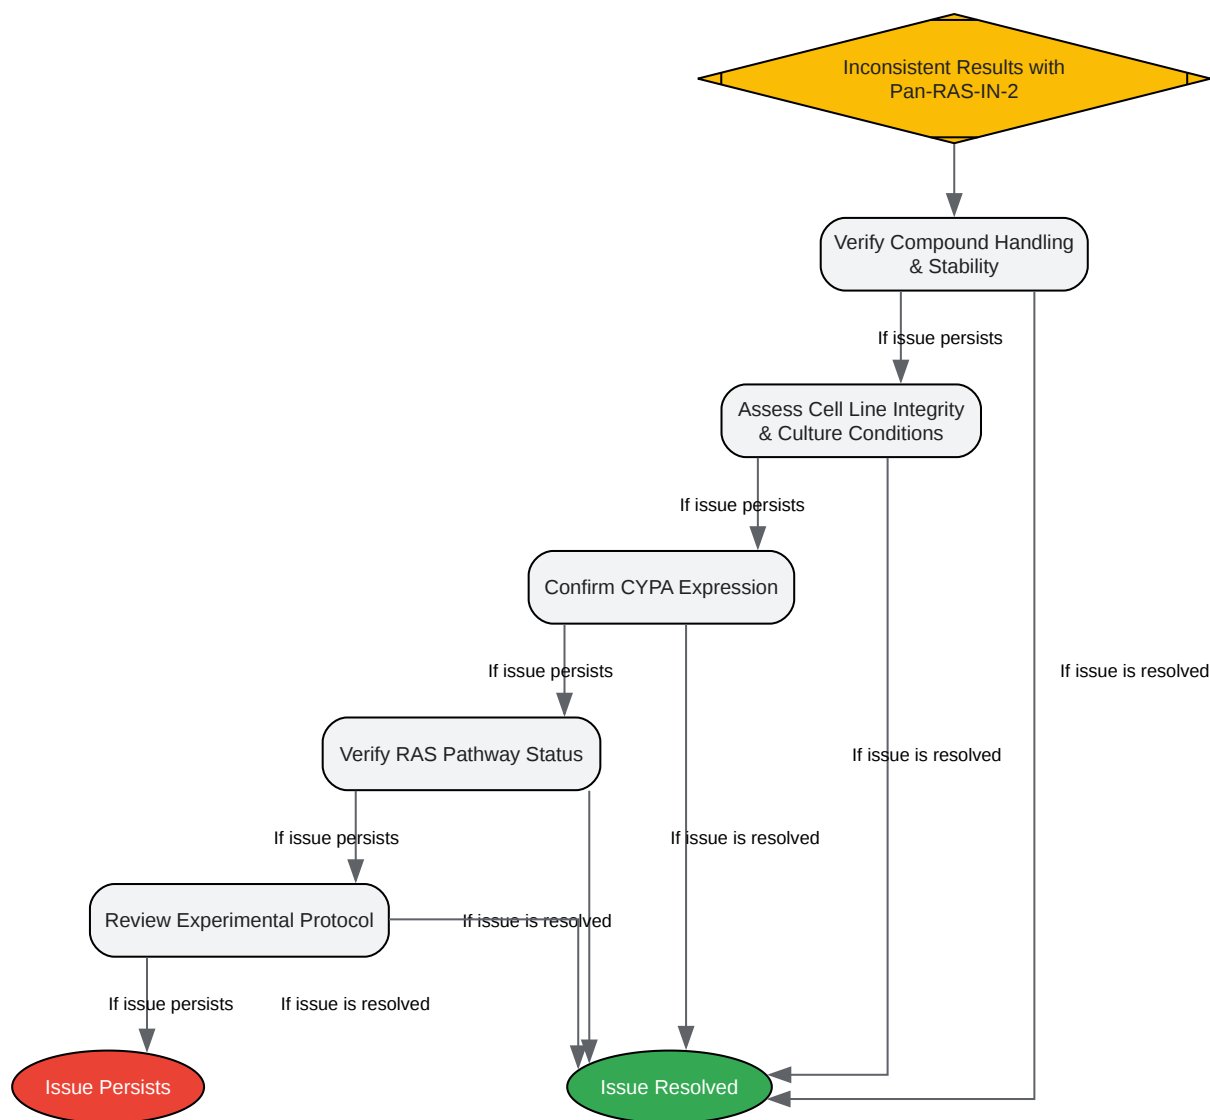 Inconsistent Results with
Pan-RAS-IN-2
Verify Compound Handling
& Stability
If issue persists
Assess Cell Line Integrity
& Culture Conditions
If issue persists
Confirm CYPA Expression
If issue persists
If issue is resolved
Verify RAS Pathway Status
If issue is resolved
If issue persists
If issue is resolved
Review Experimental Protocol
If issue is resolved
If issue persists
If issue is resolved
Issue Persists
Issue Resolved